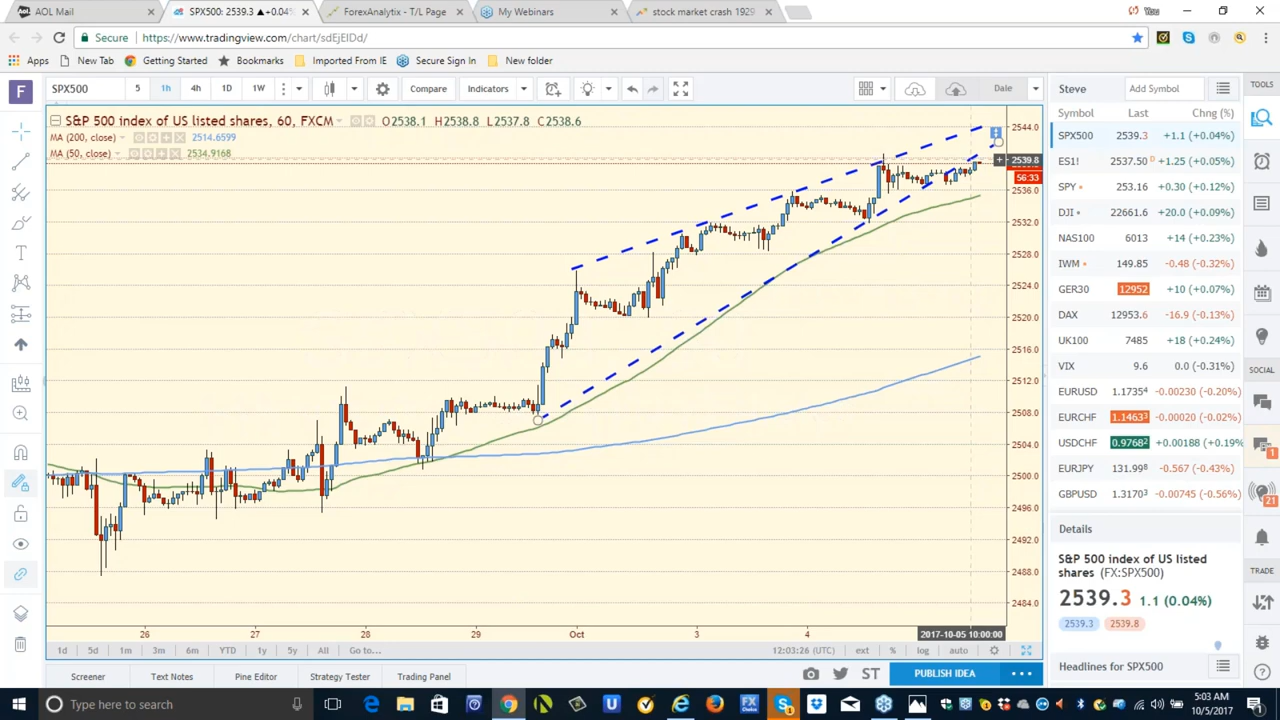 AOL Mail
SPX500: 2539.3 ▲+0.04%
ForexAnalytix - T/L Page
My Webinars
stock market crash 1929
You
Secure
https://www.tradingview.com/chart/sdEjEIDd/
Apps
New Tab
Getting Started
Bookmarks
Imported From IE
Secure Sign In
New folder
F
SPX500
5
1h
4h
1D
1W
Compare
Indicators
Dale
S&P 500 index of US listed shares, 60, FXCM
O2538.1 H2538.8 L2537.8 C2538.6
MA (200, close)
2514.6599
MA (50, close)
2534.9168
2544.0
2539.8
56:33
2536.0
2532.0
2528.0
2524.0
2520.0
2516.0
2512.0
2508.0
2504.0
2500.0
2496.0
2492.0
2488.0
2484.0
26
27
28
29
Oct
3
4
2017-10-05 10:00:00
1d
5d
1m
3m
6m
YTD
1y
5y
All
Go to...
12:03:26 (UTC)
ext
%
log
auto
Screener
Text Notes
Pine Editor
Strategy Tester
Trading Panel
ST
PUBLISH IDEA
Steve
Add Symbol
Symbol Last Chng (%)
SPX500 2539.3 +1.1 (+0.04%)
ES1! 2537.50 D +1.25 (+0.05%)
SPY 253.16 +0.30 (+0.12%)
DJI 22661.6 +20.0 (+0.09%)
NAS100 6013 +14 (+0.23%)
IWM 149.85 -0.48 (-0.32%)
GER30 12952 +10 (+0.07%)
DAX 12953.6 -16.9 (-0.13%)
UK100 7485 +18 (+0.24%)
VIX 9.6 0.0 (-0.31%)
EURUSD 1.1735⁴ -0.00230 (-0.20%)
EURCHF 1.1463³ -0.00020 (-0.02%)
USDCHF 0.9768² +0.00188 (+0.19%
EURJPY 131.99⁸ -0.567 (-0.43%)
GBPUSD 1.3170³ -0.00745 (-0.56%)
Details
S&P 500 index of US listed
shares (FX:SPX500)
2539.3 1.1 (0.04%)
2539.3
2539.8
Headlines for SPX500
TOOLS
SOCIAL
1
21
TRADE
Type here to search
5:03 AM
10/5/2017